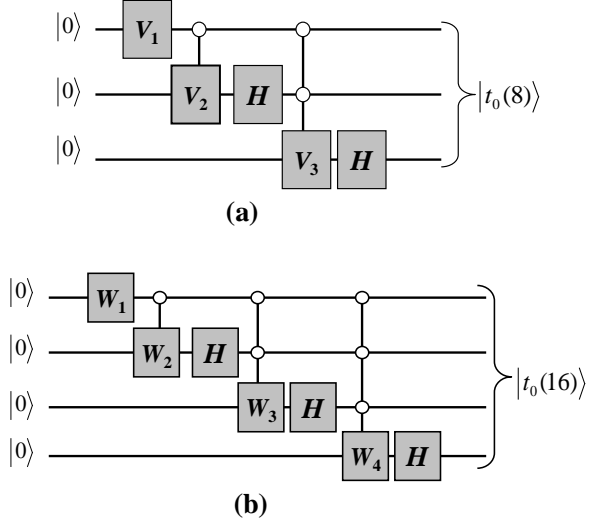 |0⟩ V₁
|0⟩ V₂ H |t₀(8)⟩
|0⟩ V₃ H
(a)
|0⟩ W₁
|0⟩ W₂ H
|t₀(16)⟩
|0⟩ W₃ H
|0⟩ W₄ H
(b)